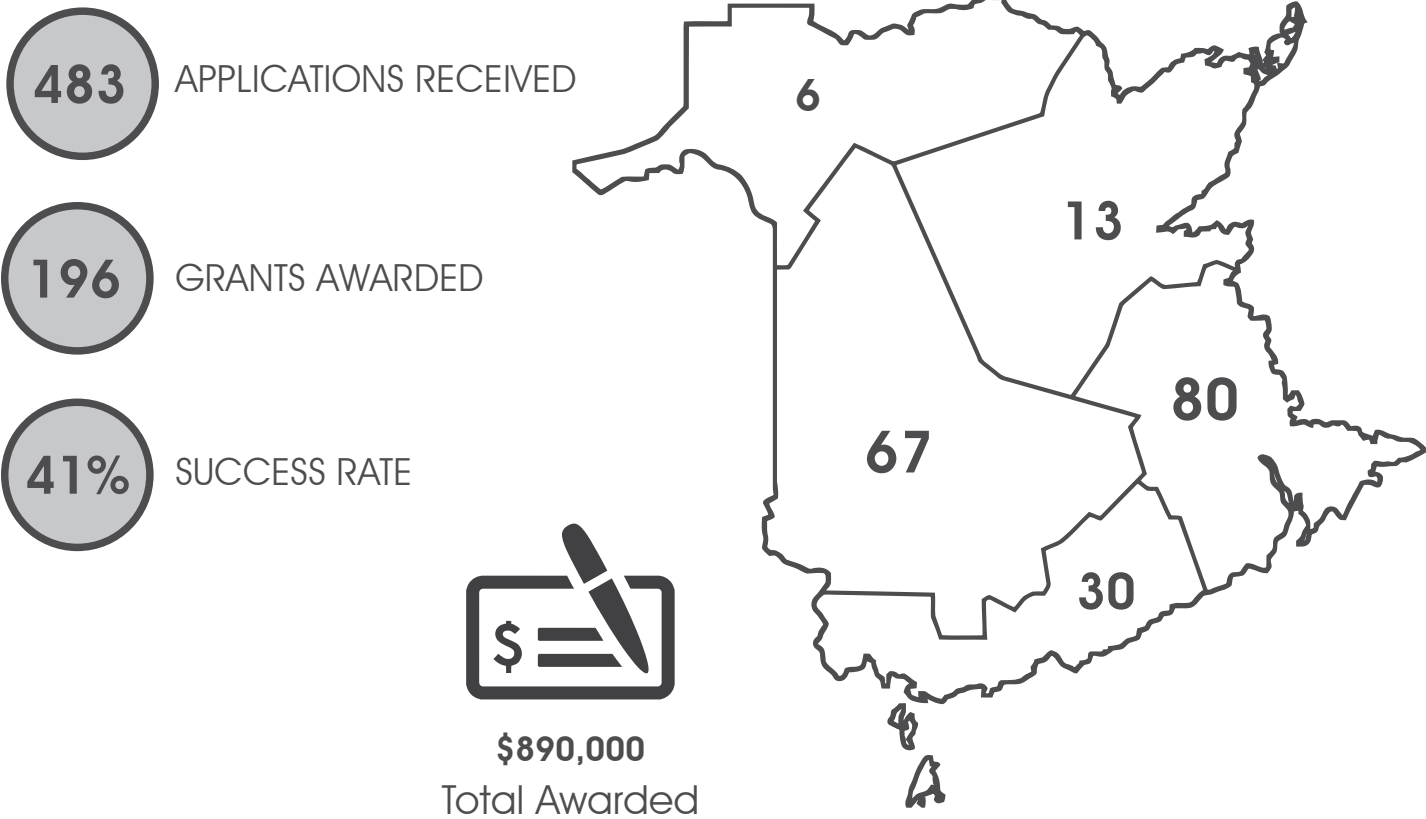 483 APPLICATIONS RECEIVED
196 GRANTS AWARDED
41% SUCCESS RATE
6
13
80
67
30
$
$890,000
Total Awarded